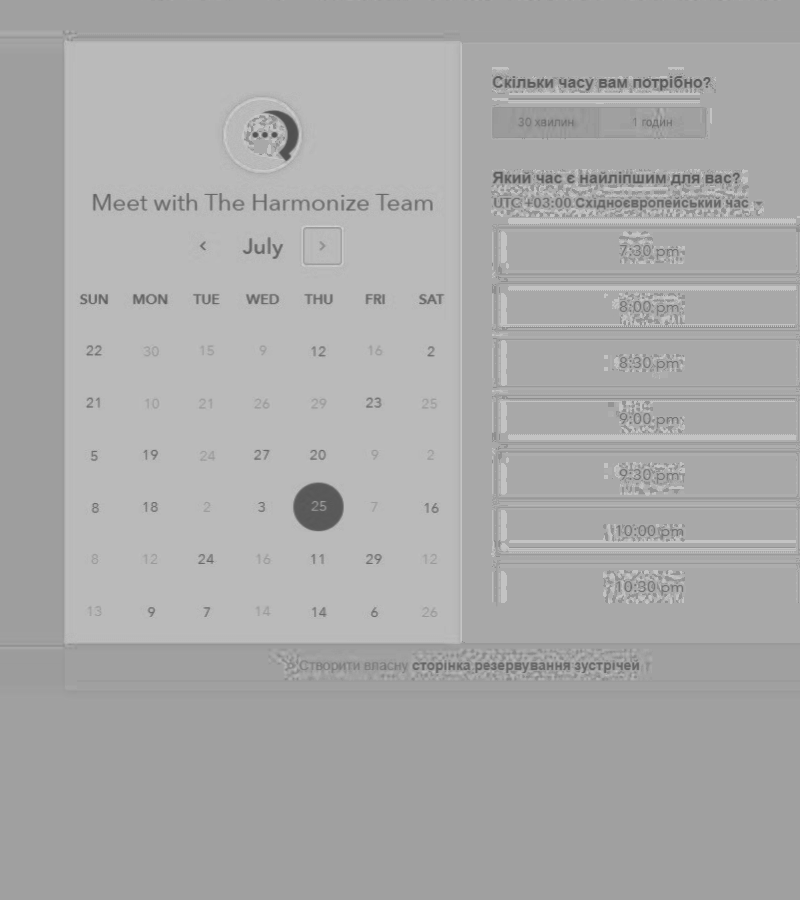 Meet with The Harmonize Team
July
SUN MON TUE WED THU FRI SAT
22 30 15 9 12 16 2
21 10 21 26 29 23 25
5 19 24 27 20 9 2
8 18 2 3 25 7 16
8 12 24 16 11 29 12
13 9 7 14 14 6 26
Скільки часу вам потрібно?
30 хвилин 1 годин
Який час є найліпшим для вас?
UTC +03:00 Східноєвропейський час
7:30 pm
8:00 pm
8:30 pm
9:00 pm
9:30 pm
10:00 pm
10:30 pm
Створити власну сторінка резервування зустрічей